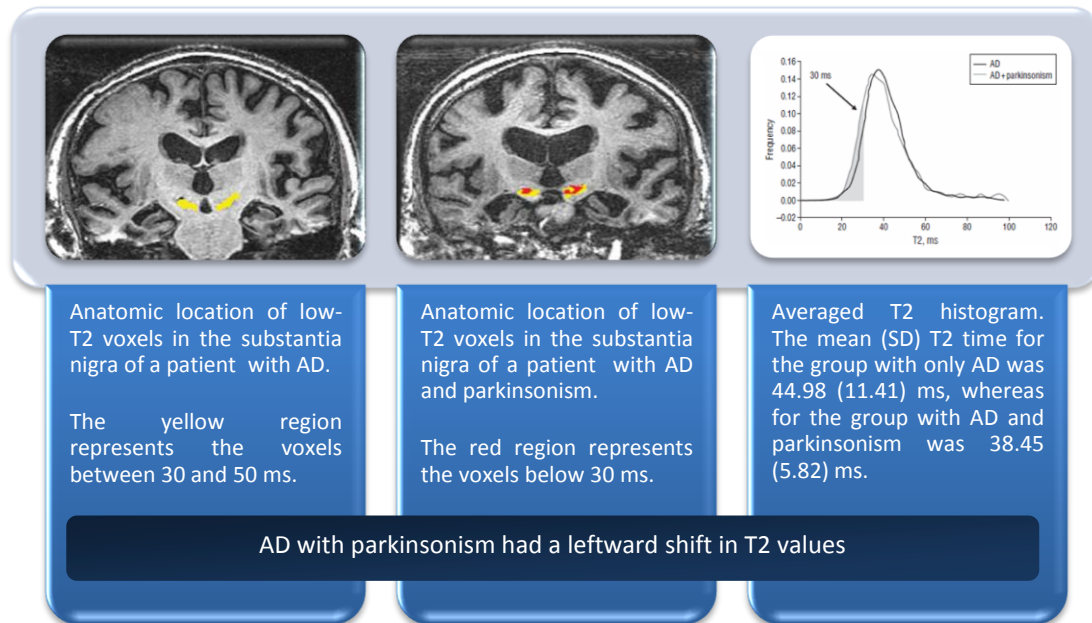 0.16
0.14
0.12
0.10
0.08
0.06
0.04
0.02
0.00
–0.02
Frequency
30 ms
AD
AD + parkinsonism
0
20
40
60
80
100
120
T2, ms
Anatomic location of low-
T2 voxels in the substantia
nigra of a patient with AD.
The yellow region
represents the voxels
between 30 and 50 ms.
Anatomic location of low-
T2 voxels in the substantia
nigra of a patient with AD
and parkinsonism.
The red region represents
the voxels below 30 ms.
Averaged T2 histogram.
The mean (SD) T2 time for
the group with only AD was
44.98 (11.41) ms, whereas
for the group with AD and
parkinsonism was 38.45
(5.82) ms.
AD with parkinsonism had a leftward shift in T2 values